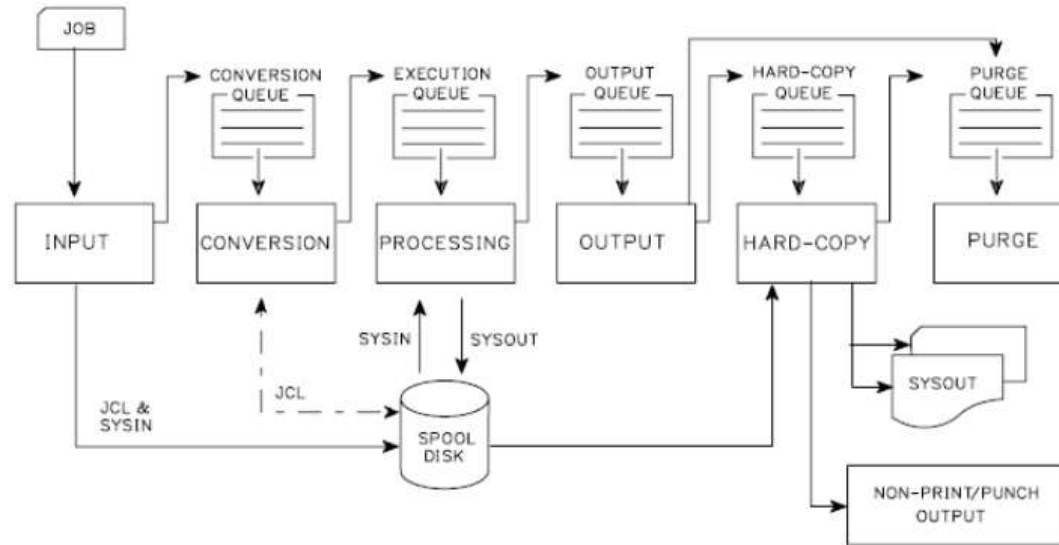 JOB
CONVERSION
QUEUE
EXECUTION
QUEUE
OUTPUT
QUEUE
HARD-COPY
QUEUE
PURGE
QUEUE
INPUT
CONVERSION
PROCESSING
OUTPUT
HARD-COPY
PURGE
SYSIN
SYSOUT
JCL
JCL &
SYSIN
SPOOL
DISK
SYSOUT
NON-PRINT/PUNCH
OUTPUT